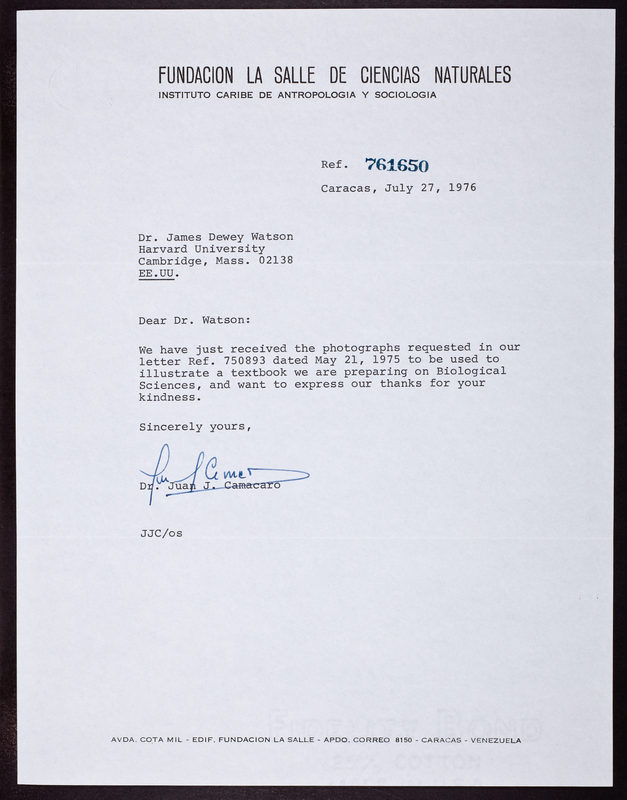 FUNDACION LA SALLE DE CIENCIAS NATURALES
INSTITUTO CARIBE DE ANTROPOLOGIA Y SOCIOLOGIA
Ref. 761650
Caracas, July 27, 1976
Dr. James Dewey Watson
Harvard University
Cambridge, Mass. 02138
EE.UU.
Dear Dr. Watson:
We have just received the photographs requested in our
letter Ref. 750893 dated May 21, 1975 to be used to
illustrate a textbook we are preparing on Biological
Sciences, and want to express our thanks for your
kindness.
Sincerely yours,
Dr. Juan J. Camacaro
JJC/os
AVDA. COTA MIL - EDIF. FUNDACION LA SALLE - APDO. CORREO 8150 - CARACAS - VENEZUELA